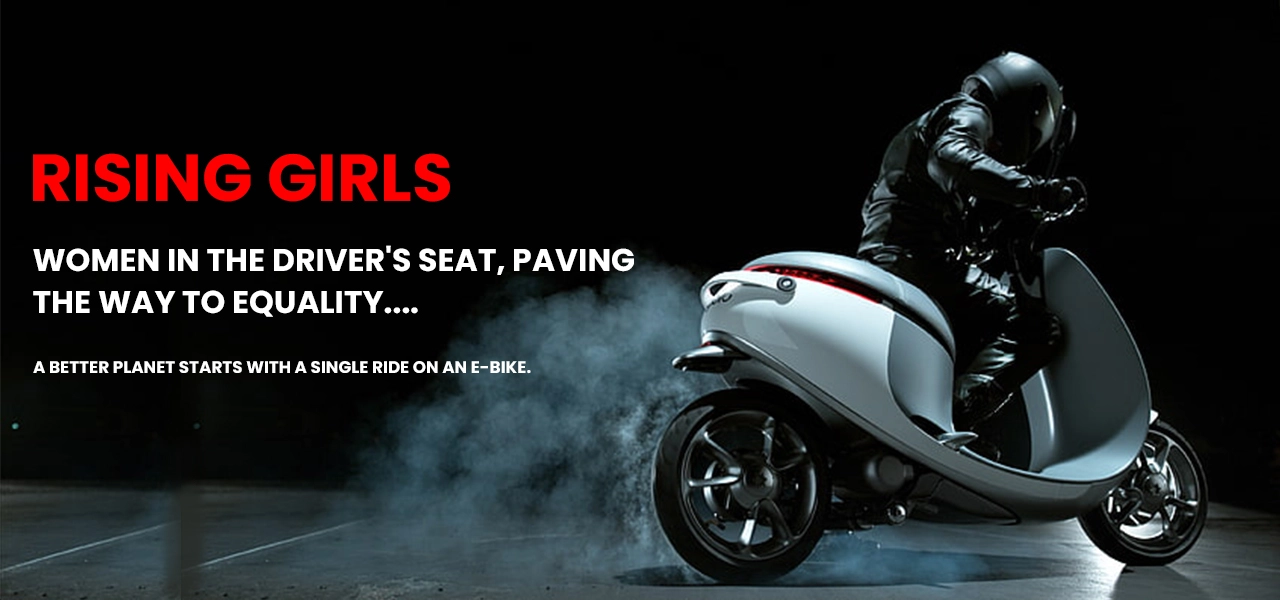 RISING GIRLS
WOMEN IN THE DRIVER'S SEAT, PAVING
THE WAY TO EQUALITY....
A BETTER PLANET STARTS WITH A SINGLE RIDE ON AN E-BIKE.